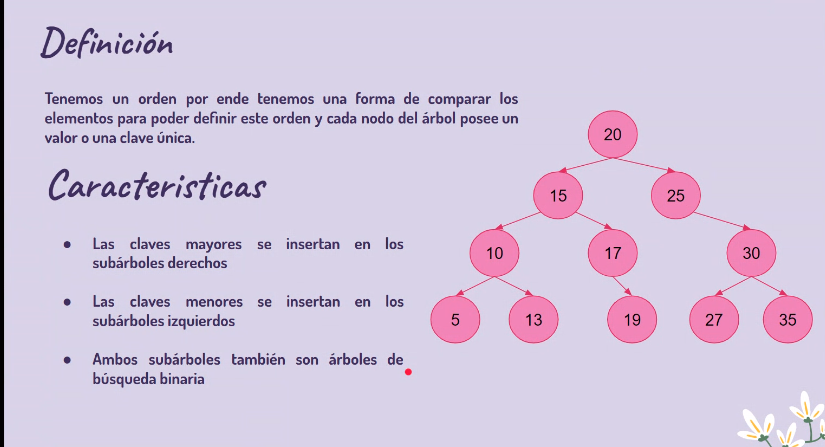 Definición
Tenemos un orden por ende tenemos una forma de comparar los
elementos para poder definir este orden y cada nodo del árbol posee un
valor o una clave única.
Caracteristicas
● Las claves mayores se insertan en los
subárboles derechos
● Las claves menores se insertan en los
subárboles izquierdos
● Ambos subárboles también son árboles de
búsqueda binaria
20
15 25
10 17 30
5 13 19 27 35